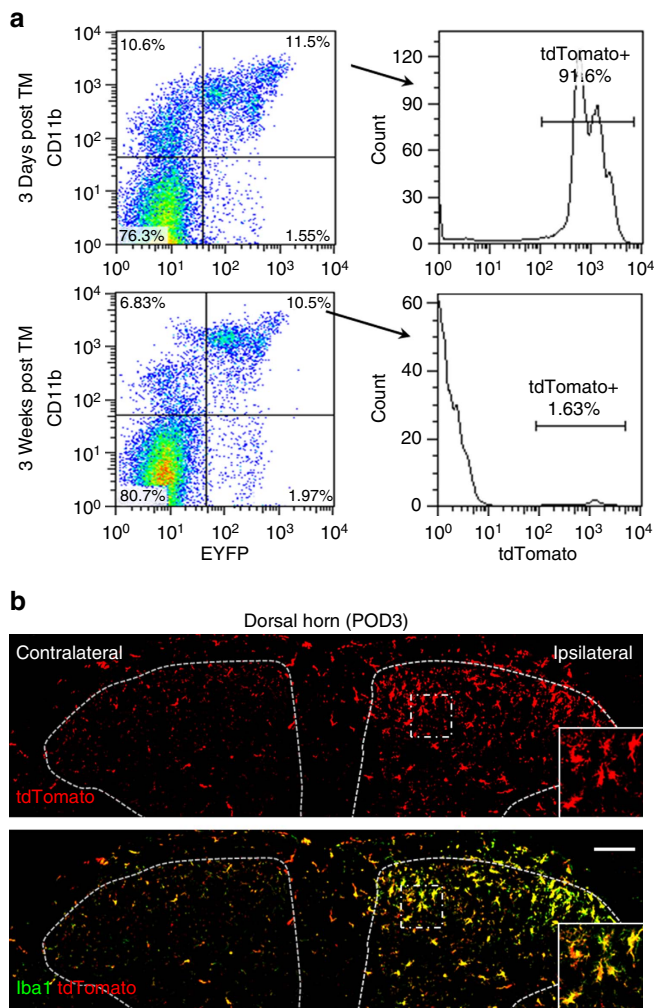 a
3 Days post TM
CD11b
10⁴
10³
10²
10¹
10⁰
10.6%
11.5%
76.3%
1.55%
10⁰ 10¹ 10² 10³ 10⁴
Count
120
90
60
30
0
tdTomato+
91.6%
10⁰ 10¹ 10² 10³ 10⁴
3 Weeks post TM
CD11b
10⁴
10³
10²
10¹
10⁰
6.83%
10.5%
80.7%
1.97%
10⁰ 10¹ 10² 10³ 10⁴
EYFP
Count
60
40
20
0
tdTomato+
1.63%
10⁰ 10¹ 10² 10³ 10⁴
tdTomato
b
Dorsal horn (POD3)
Contralateral
Ipsilateral
tdTomato
Iba1 tdTomato